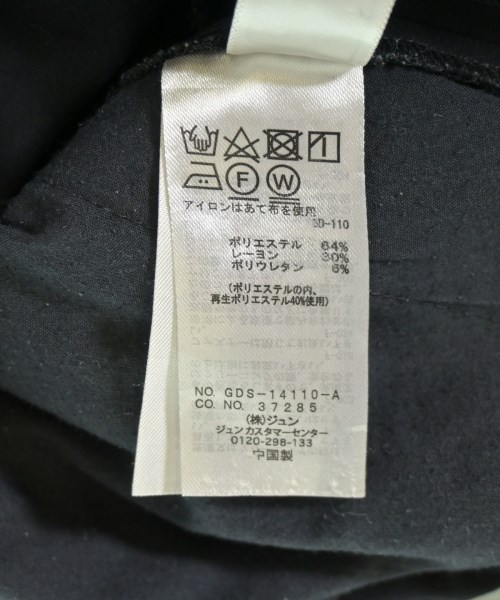 F W
アイロンはあて布を使用
ポリエステル 64%
レーヨン 30%
ポリウレタン 6%
(ポリエステルの内、
再生ポリエステル40%使用)
NO. GDS-14110-A
CO. NO. 37285
(株)ジュン
ジュンカスタマーセンター
0120-298-133
中国製